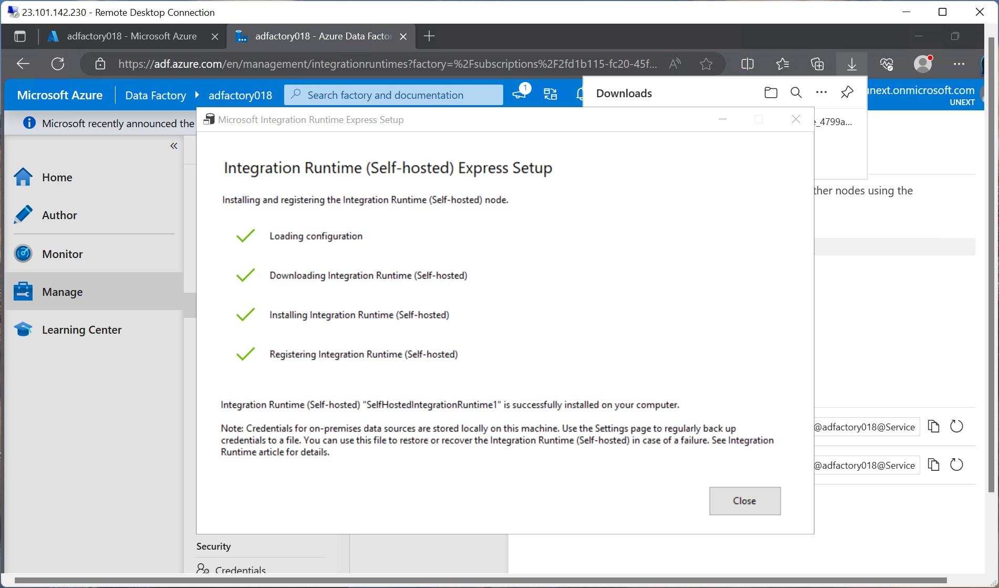 23.101.142.230 - Remote Desktop Connection
adfactory018 - Microsoft Azure
adfactory018 - Azure Data Factor
https://adf.azure.com/en/management/integrationruntimes?factory=%2Fsubscriptions%2F2fd1b115-fc20-45f...
Microsoft Azure
Data Factory
adfactory018
Search factory and documentation
1
Downloads
unext.onmicrosoft.com
UNEXT
Microsoft recently announced the
Microsoft Integration Runtime Express Setup
e_4799a...
Home
Author
Monitor
Manage
Learning Center
Integration Runtime (Self-hosted) Express Setup
Installing and registering the Integration Runtime (Self-hosted) node.
Loading configuration
Downloading Integration Runtime (Self-hosted)
Installing Integration Runtime (Self-hosted)
Registering Integration Runtime (Self-hosted)
Integration Runtime (Self-hosted) "SelfHostedIntegrationRuntime1" is successfully installed on your computer.
Note: Credentials for on-premises data sources are stored locally on this machine. Use the Settings page to regularly back up
credentials to a file. You can use this file to restore or recover the Integration Runtime (Self-hosted) in case of a failure. See Integration
Runtime article for details.
Close
ther nodes using the
@adfactory018@Service
@adfactory018@Service
Security
Credentials